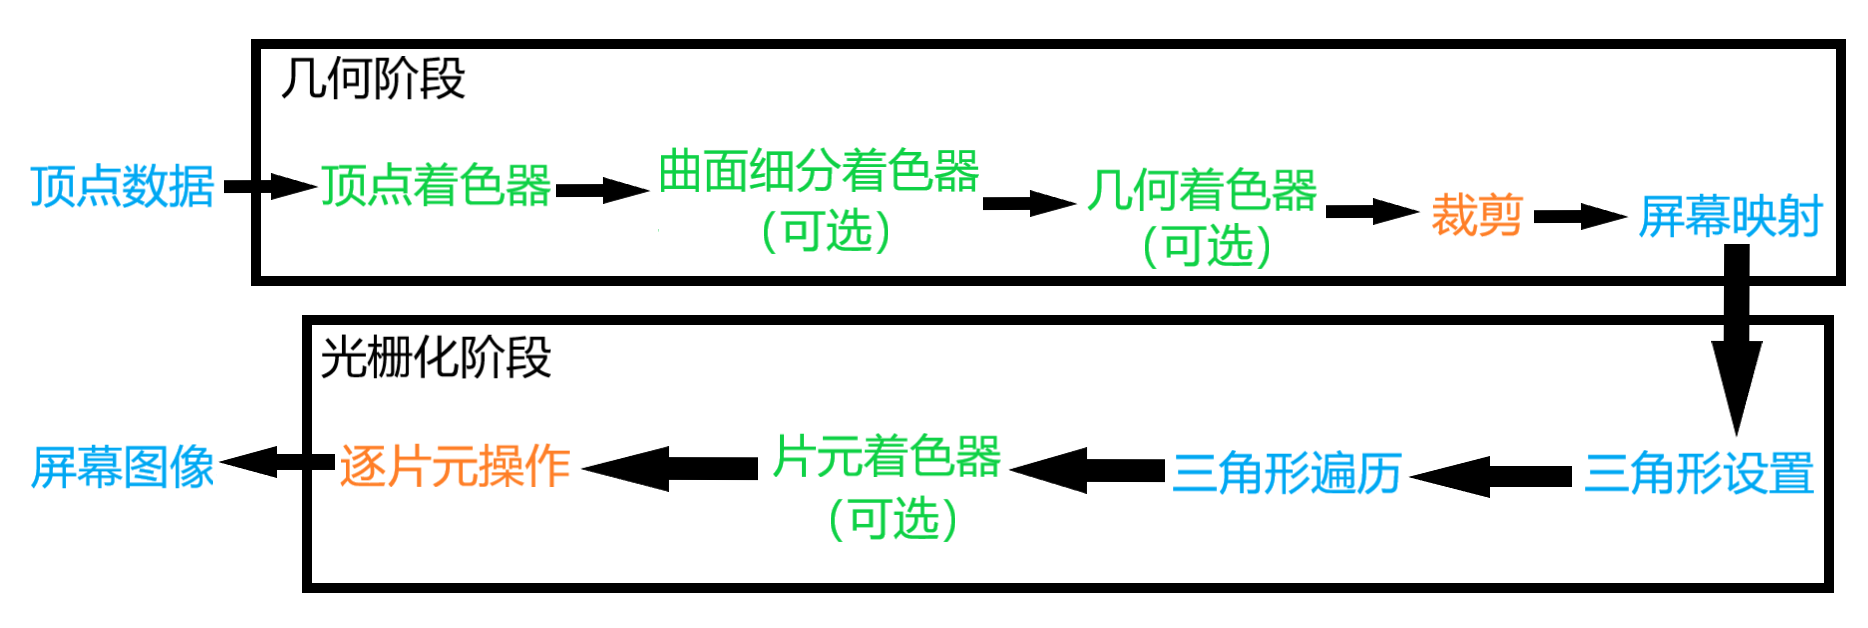 几何阶段
顶点数据
顶点着色器
曲面细分着色器
(可选)
几何着色器
(可选)
裁剪
屏幕映射
光栅化阶段
三角形设置
三角形遍历
片元着色器
(可选)
逐片元操作
屏幕图像